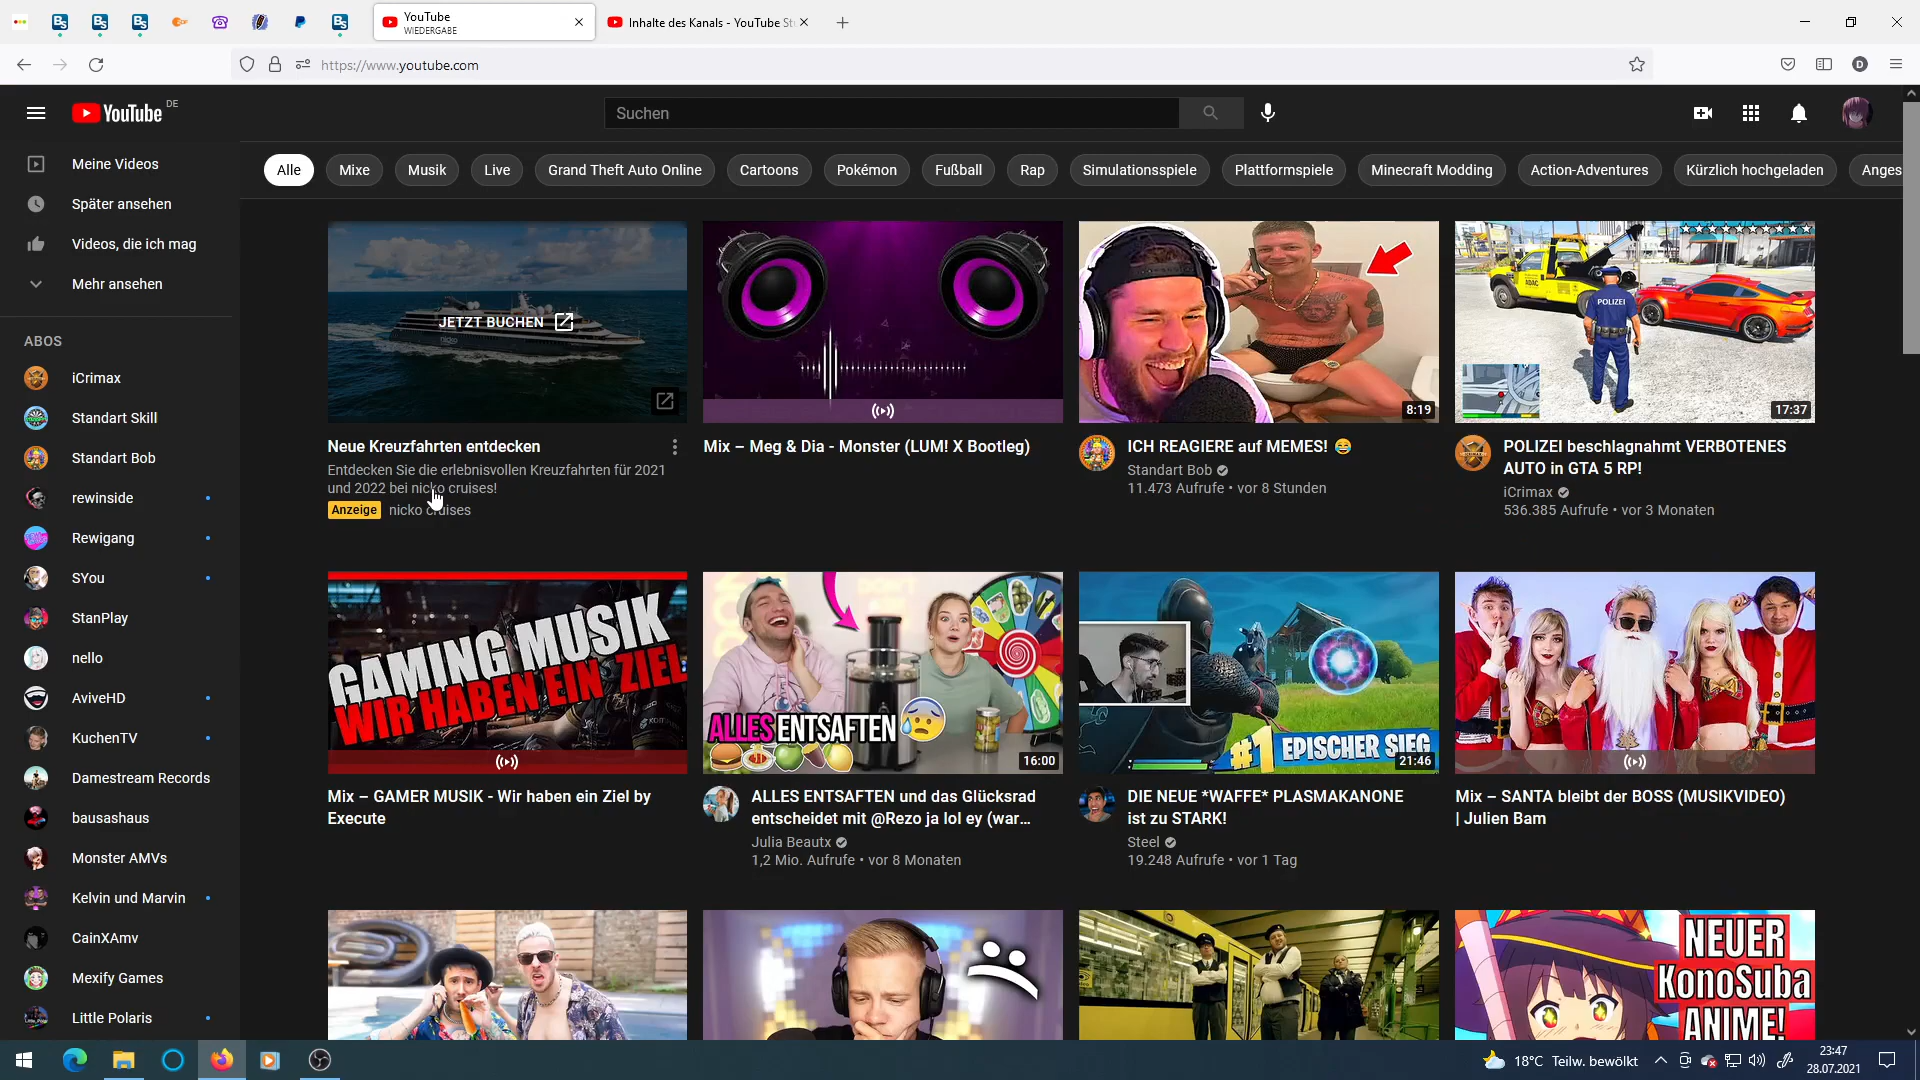 YouTube
WIEDERGABE
Inhalte des Kanals - YouTube St
https://www.youtube.com
YouTube DE
Suchen
Meine Videos
Später ansehen
Videos, die ich mag
Mehr ansehen
ABOS
iCrimax
Standart Skill
Standart Bob
rewinside
Rewigang
SYou
StanPlay
nello
AviveHD
KuchenTV
Damestream Records
bausashaus
Monster AMVs
Kelvin und Marvin
CainXAmv
Mexify Games
Little Polaris
Alle
Mixe
Musik
Live
Grand Theft Auto Online
Cartoons
Pokémon
Fußball
Rap
Simulationsspiele
Plattformspiele
Minecraft Modding
Action-Adventures
Kürzlich hochgeladen
Anges
JETZT BUCHEN
Neue Kreuzfahrten entdecken
Entdecken Sie die erlebnisvollen Kreuzfahrten für 2021
und 2022 bei nicko cruises!
Anzeige nicko cruises
Mix – Meg & Dia - Monster (LUM! X Bootleg)
8:19
ICH REAGIERE auf MEMES! 😂
Standart Bob
11.473 Aufrufe • vor 8 Stunden
POLIZEI
17:37
POLIZEI beschlagnahmt VERBOTENES
AUTO in GTA 5 RP!
iCrimax
536.385 Aufrufe • vor 3 Monaten
GAMING MUSIK
WIR HABEN EIN ZIEL
Mix – GAMER MUSIK - Wir haben ein Ziel by
Execute
ALLES ENTSAFTEN
16:00
ALLES ENTSAFTEN und das Glücksrad
entscheidet mit @Rezo ja lol ey (war...
Julia Beautx
1,2 Mio. Aufrufe • vor 8 Monaten
#1 EPISCHER SIEG
21:46
DIE NEUE *WAFFE* PLASMAKANONE
ist zu STARK!
Steel
19.248 Aufrufe • vor 1 Tag
Mix – SANTA bleibt der BOSS (MUSIKVIDEO)
| Julien Bam
NEUER
KonoSuba
ANIME!
18°C Teilw. bewölkt
23:47
28.07.2021